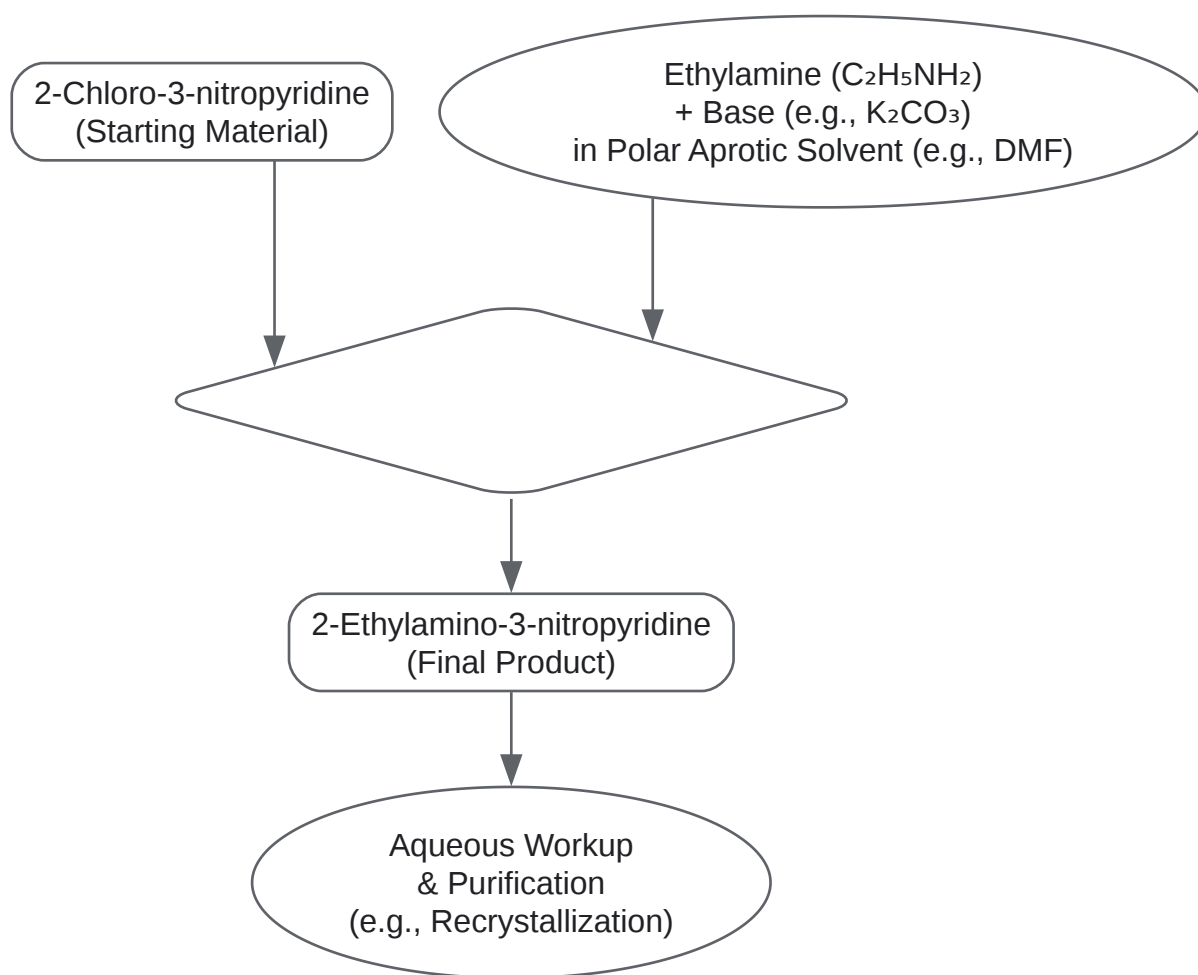 2-Chloro-3-nitropyridine
(Starting Material)
Ethylamine (C₂H₅NH₂)
+ Base (e.g., K₂CO₃)
in Polar Aprotic Solvent (e.g., DMF)
2-Ethylamino-3-nitropyridine
(Final Product)
Aqueous Workup
& Purification
(e.g., Recrystallization)